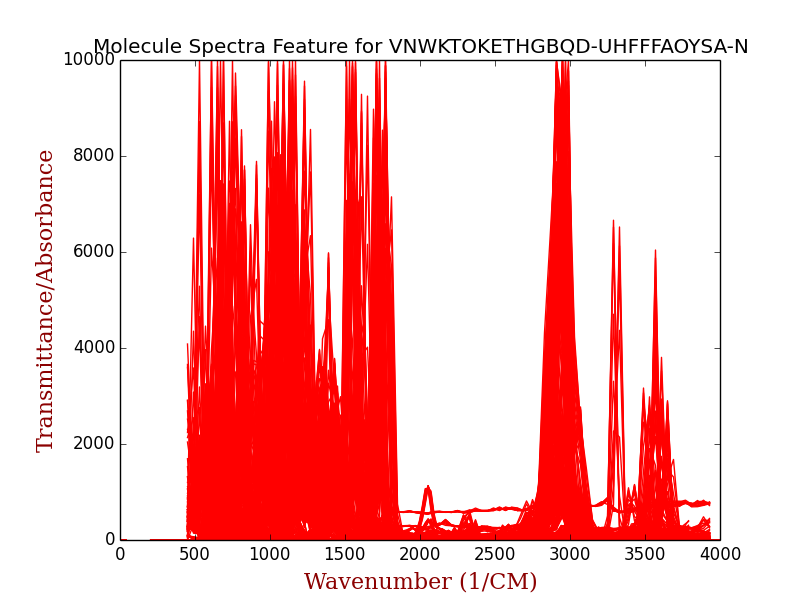 Molecule Spectra Feature for VNWKTOKETHGBQD-UHFFFAOYSA-N
10000
8000
6000
4000
2000
0
0 500 1000 1500 2000 2500 3000 3500 4000
Transmittance/Absorbance
Wavenumber (1/CM)